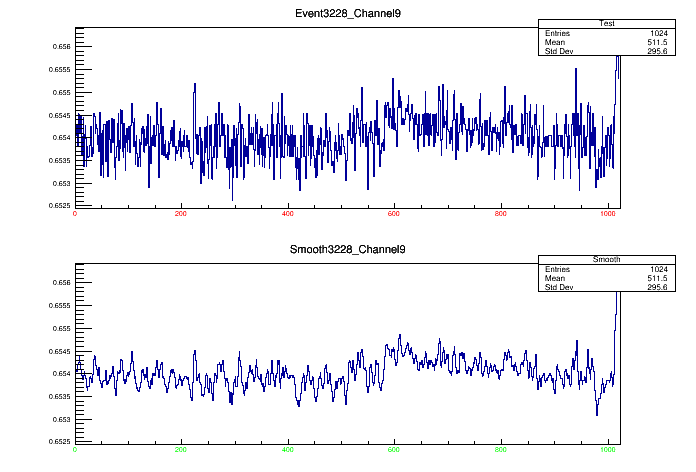 Event3228_Channel9
Test
Entries 1024
Mean 511.5
Std Dev 295.6
0.656
0.6555
0.655
0.6545
0.654
0.6535
0.653
0.6525
0 200 400 600 800 1000
Smooth3228_Channel9
Smooth
Entries 1024
Mean 511.5
Std Dev 295.6
0.656
0.6555
0.655
0.6545
0.654
0.6535
0.653
0.6525
0 200 400 600 800 1000